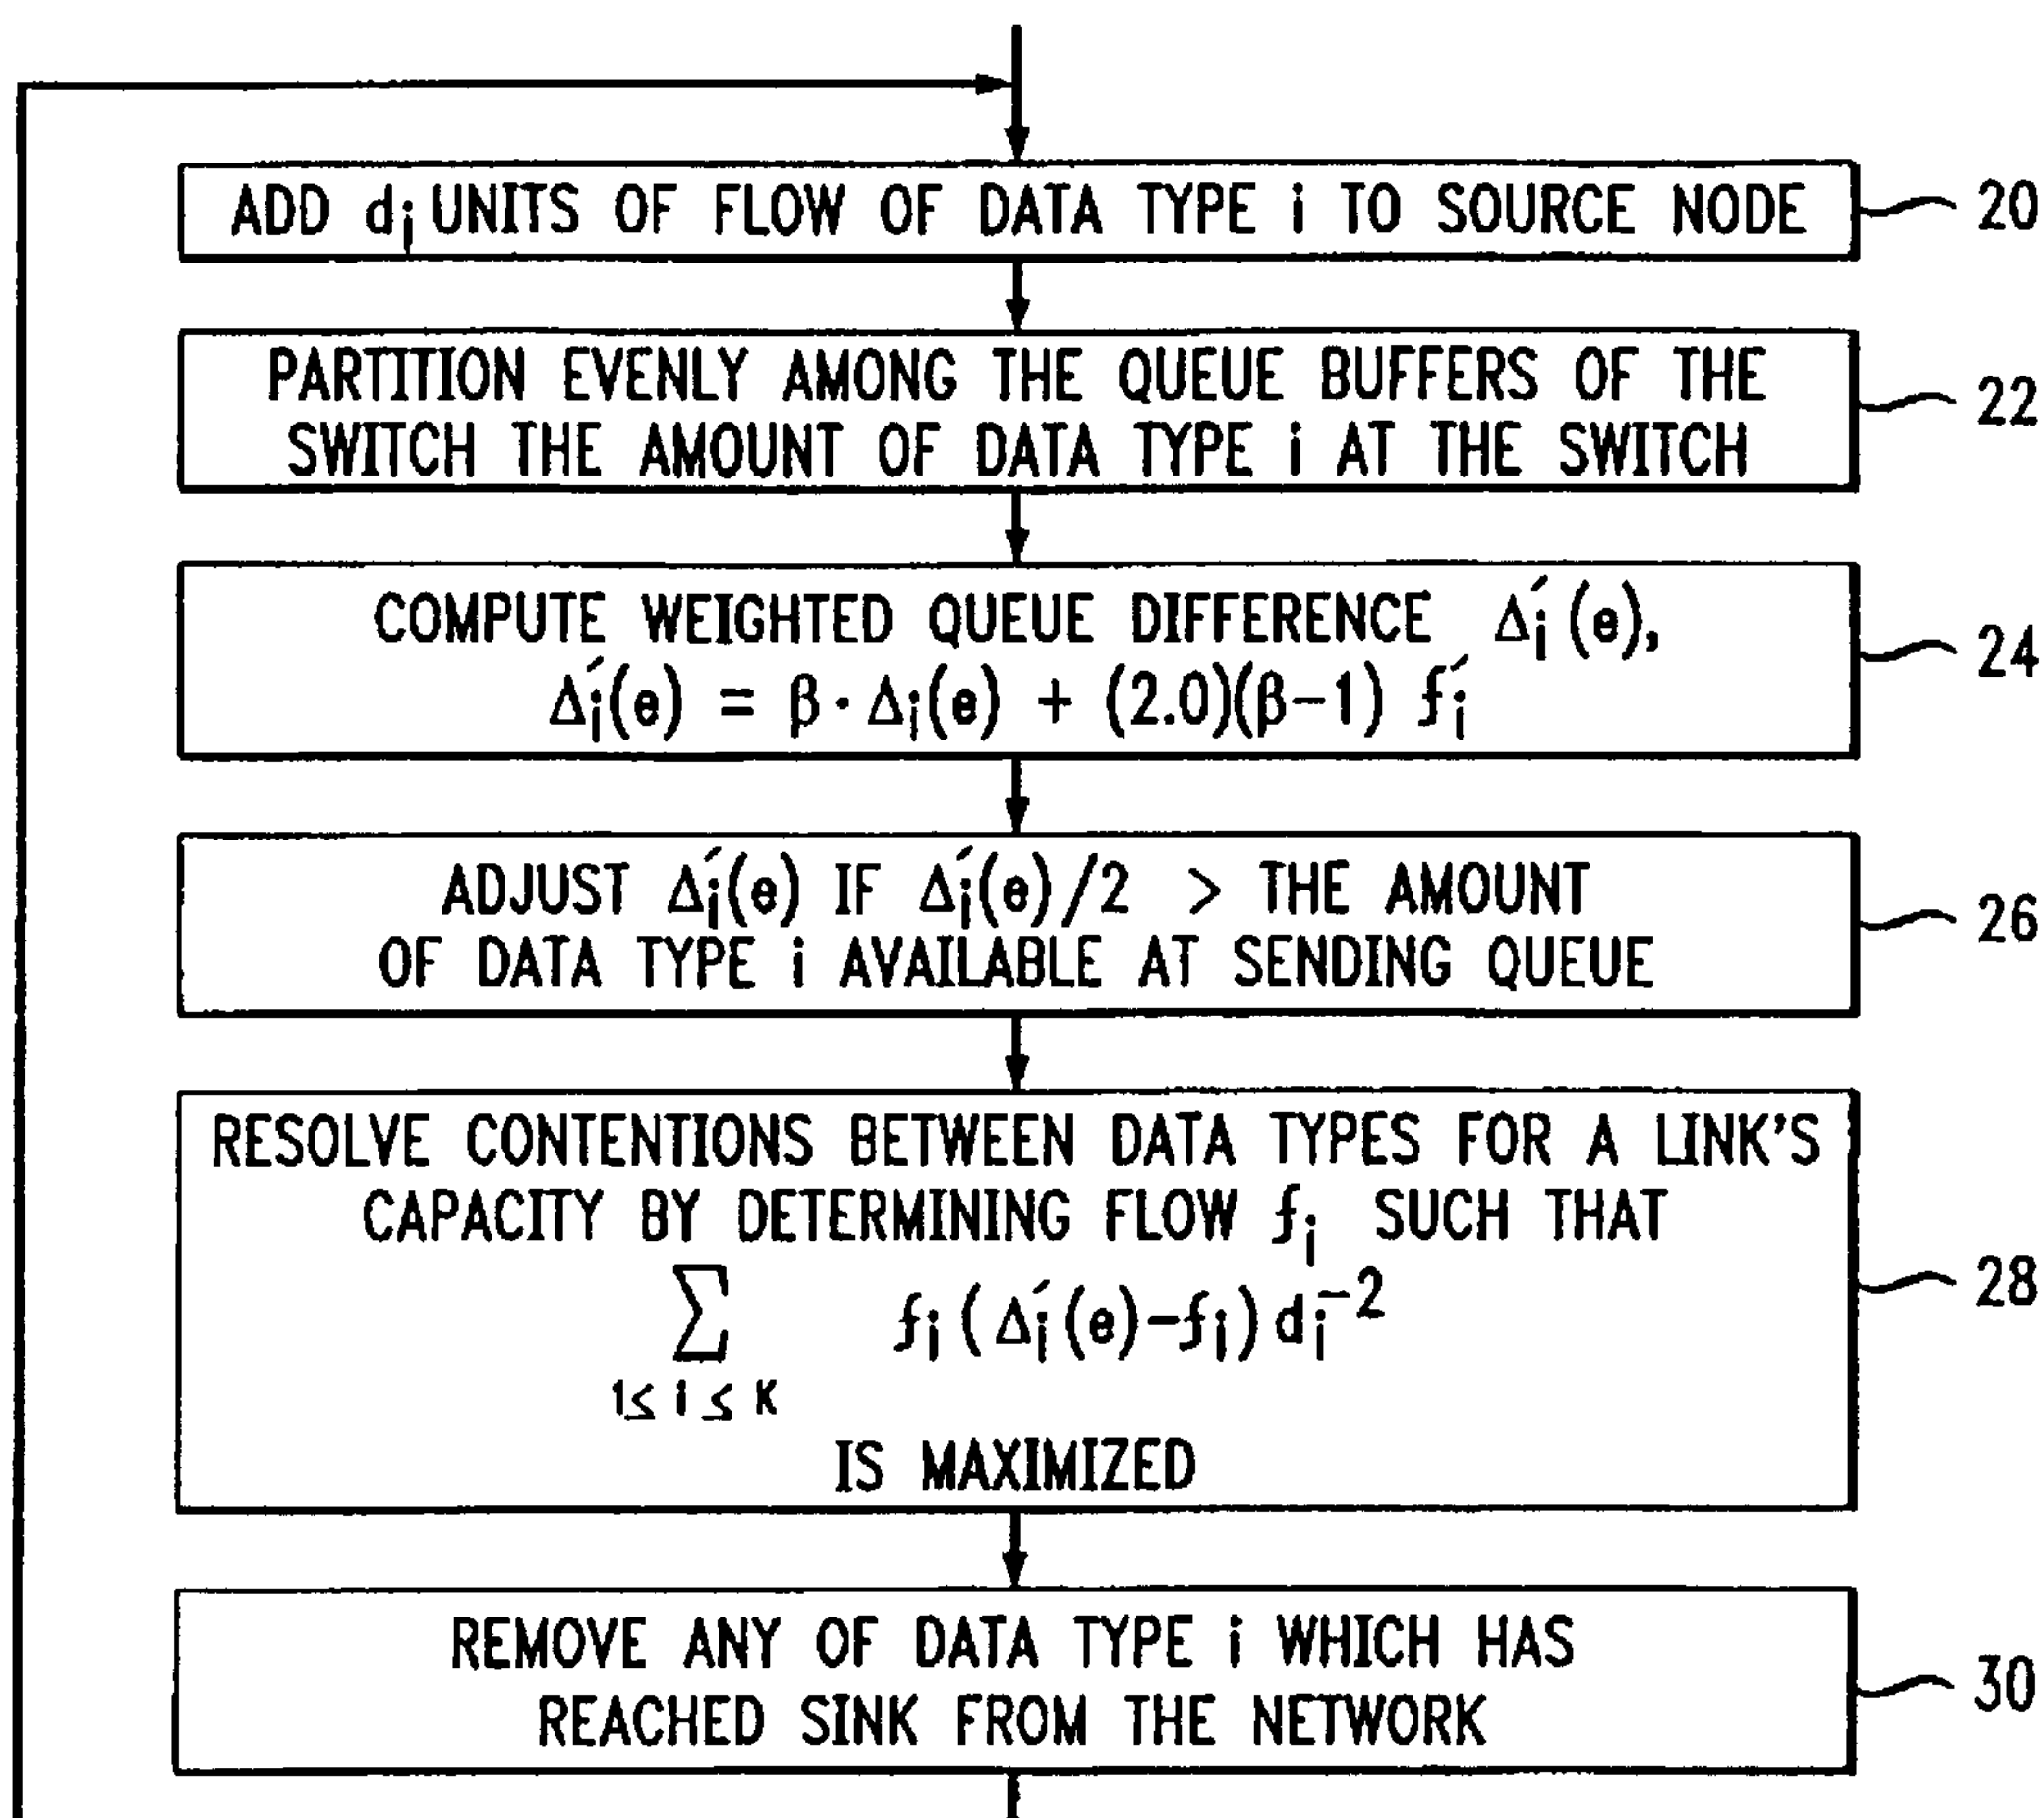 ADD dᵢ UNITS OF FLOW OF DATA TYPE i TO SOURCE NODE
20
PARTITION EVENLY AMONG THE QUEUE BUFFERS OF THE
SWITCH THE AMOUNT OF DATA TYPE i AT THE SWITCH
22
COMPUTE WEIGHTED QUEUE DIFFERENCE Δ′ᵢ(e),
Δ′ᵢ(e) = β · Δᵢ(e) + (2.0)(β−1) f′ᵢ
24
ADJUST Δ′ᵢ(e) IF Δ′ᵢ(e)/2 > THE AMOUNT
OF DATA TYPE i AVAILABLE AT SENDING QUEUE
26
RESOLVE CONTENTIONS BETWEEN DATA TYPES FOR A LINK'S
CAPACITY BY DETERMINING FLOW fᵢ SUCH THAT
∑ fᵢ (Δ′ᵢ(e)−fᵢ) dᵢ⁻²
1≤ i ≤ K
IS MAXIMIZED
28
REMOVE ANY OF DATA TYPE i WHICH HAS
REACHED SINK FROM THE NETWORK
30